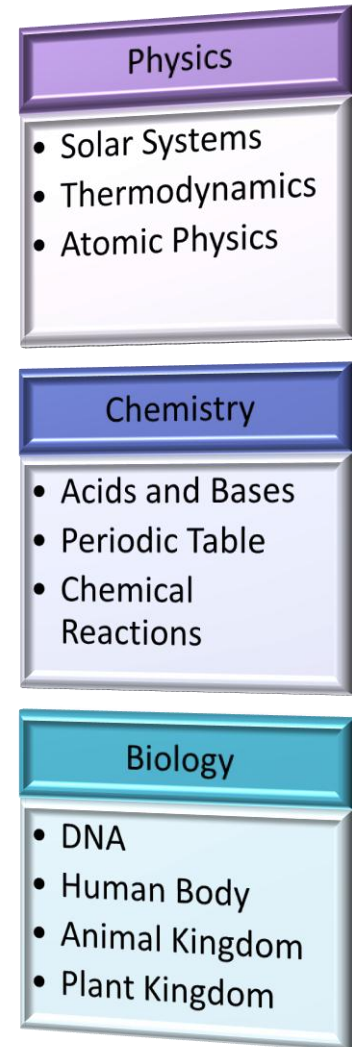 Physics
• Solar Systems
• Thermodynamics
• Atomic Physics
Chemistry
• Acids and Bases
• Periodic Table
• Chemical
Reactions
Biology
• DNA
• Human Body
• Animal Kingdom
• Plant Kingdom